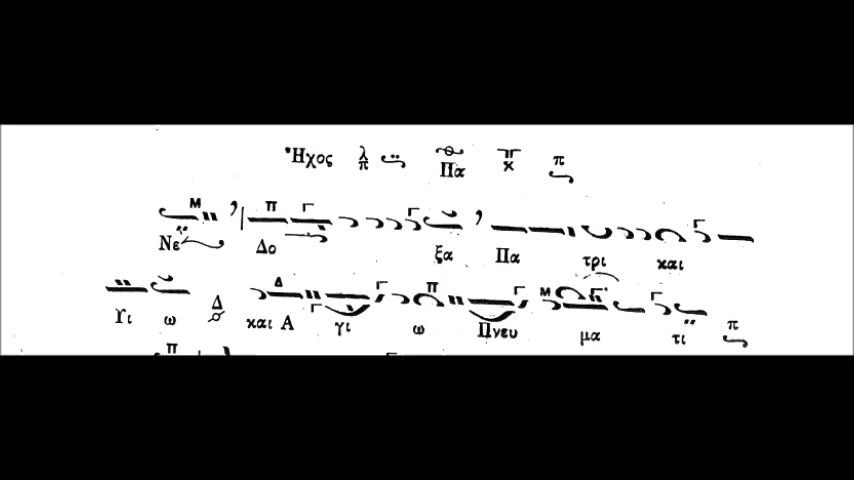 Ἦχος λ π Πα χ π
Μ π Γ Γ Γ
Νε Δο ξα Πα τρι και
Δ Γ π Γ Μ Γ
Υι ω Δ και Α γι ω Πνευ μα τι π
π